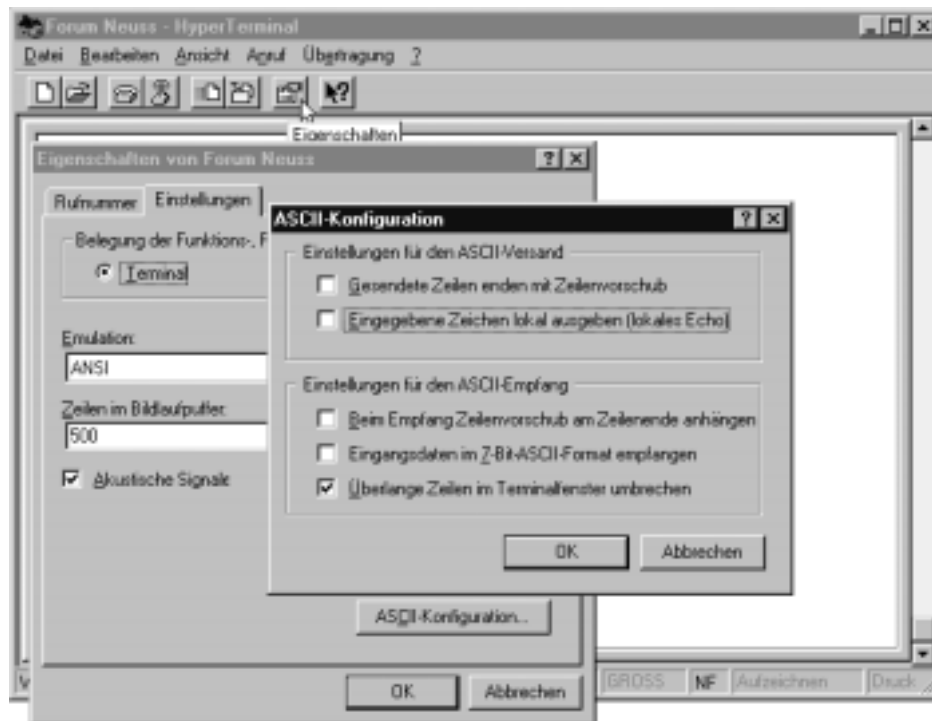 Forum Neuss - HyperTerminal
Datei Bearbeiten Ansicht Anruf Übertragung ?
Eigenschaften
Eigenschaften von Forum Neuss
Rufnummer Einstellungen
Belegung der Funktions-, F
Terminal
Emulation:
ANSI
Zeilen im Bildlaufpuffer:
500
Akustische Signale
ASCII-Konfiguration...
OK Abbrechen
ASCII-Konfiguration
Einstellungen für den ASCII-Versand
Gesendete Zeilen enden mit Zeilenvorschub
Eingegebene Zeichen lokal ausgeben (lokales Echo)
Einstellungen für den ASCII-Empfang
Beim Empfang Zeilenvorschub am Zeilenende anhängen
Eingangsdaten im 7-Bit-ASCII-Format empfangen
Überlange Zeilen im Terminalfenster umbrechen
OK Abbrechen
GROSS NF Aufzeichnen Druck